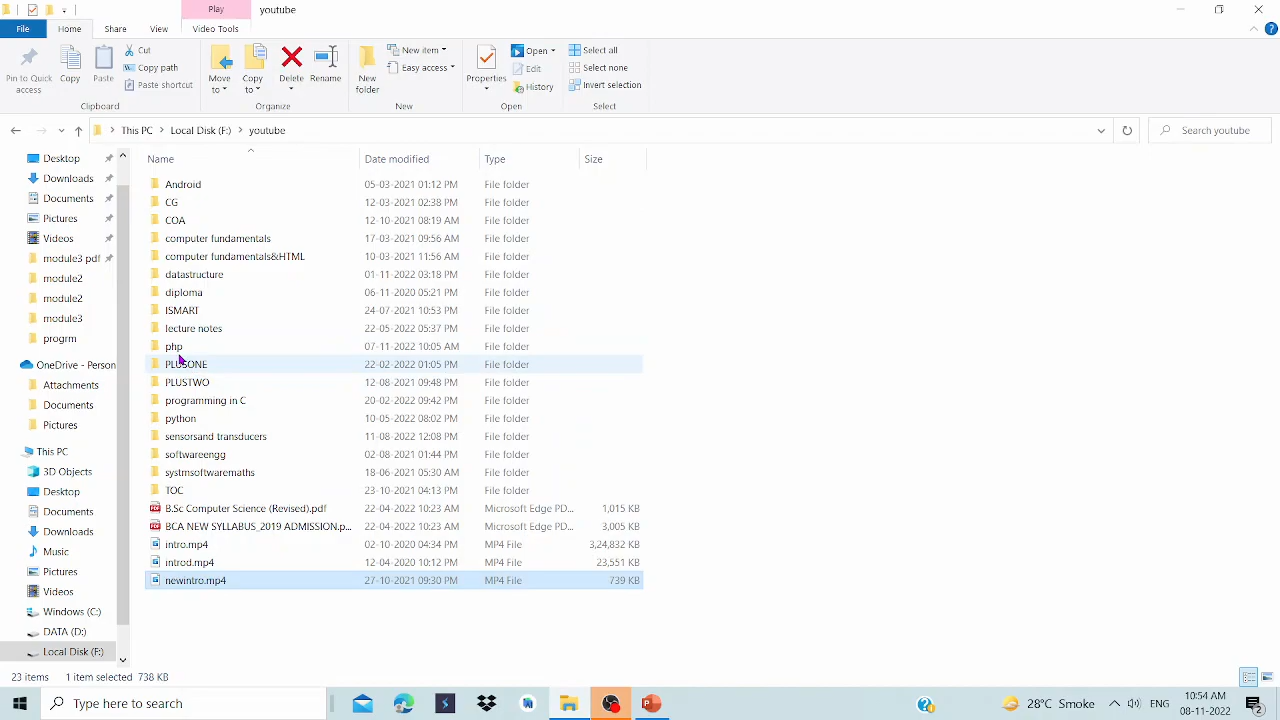 Play youtube
File Home Share View Video Tools
Pin to Quick access
Copy
Paste
Cut
Copy path
Paste shortcut
Move to
Copy to
Delete
Rename
New folder
New item
Easy access
Properties
Open
Edit
History
Select all
Select none
Invert selection
Clipboard Organize New Open Select
This PC Local Disk (F:) youtube Search youtube
Desktop
Downloads
Documents
Pictures
Videos
module3 pdf
module2
module2
module3
progrm
OneDrive - Person
Attachments
Documents
Pictures
This PC
3D Objects
Desktop
Documents
Downloads
Music
Pictures
Videos
Windows (C:)
DATA (D:)
Local Disk (F:)
Name Date modified Type Size
Android 05-03-2021 01:12 PM File folder
CG 12-03-2021 02:38 PM File folder
COA 12-10-2021 08:19 AM File folder
computer fundamentals 17-03-2021 09:56 AM File folder
computer fundamentals&HTML 10-03-2021 11:56 AM File folder
datastructure 01-11-2022 03:18 PM File folder
diploma 06-11-2020 05:21 PM File folder
ISMART 24-07-2021 10:53 PM File folder
lecture notes 22-05-2022 05:37 PM File folder
php 07-11-2022 10:05 AM File folder
PLUSONE 22-02-2022 01:05 PM File folder
PLUSTWO 12-08-2021 09:48 PM File folder
programming in C 20-02-2022 09:42 PM File folder
python 10-05-2022 08:02 PM File folder
sensorsand transducers 11-08-2022 12:08 PM File folder
softwareengg 02-08-2021 01:44 PM File folder
systmsoftwaremaths 18-06-2021 05:30 AM File folder
TOC 23-10-2021 04:13 PM File folder
B.Sc Computer Science (Revised).pdf 22-04-2022 10:23 AM Microsoft Edge PD... 1,015 KB
BCA NEW SYLLABUS_2019 ADMISSION.p... 22-04-2022 10:23 AM Microsoft Edge PD... 3,005 KB
intro.mp4 02-10-2020 04:34 PM MP4 File 3,24,832 KB
introd.mp4 12-04-2020 10:12 PM MP4 File 23,551 KB
newintro.mp4 27-10-2021 09:30 PM MP4 File 739 KB
23 items 1 item selected 738 KB
Type here to search
28°C Smoke ENG
10:54 AM
08-11-2022
2